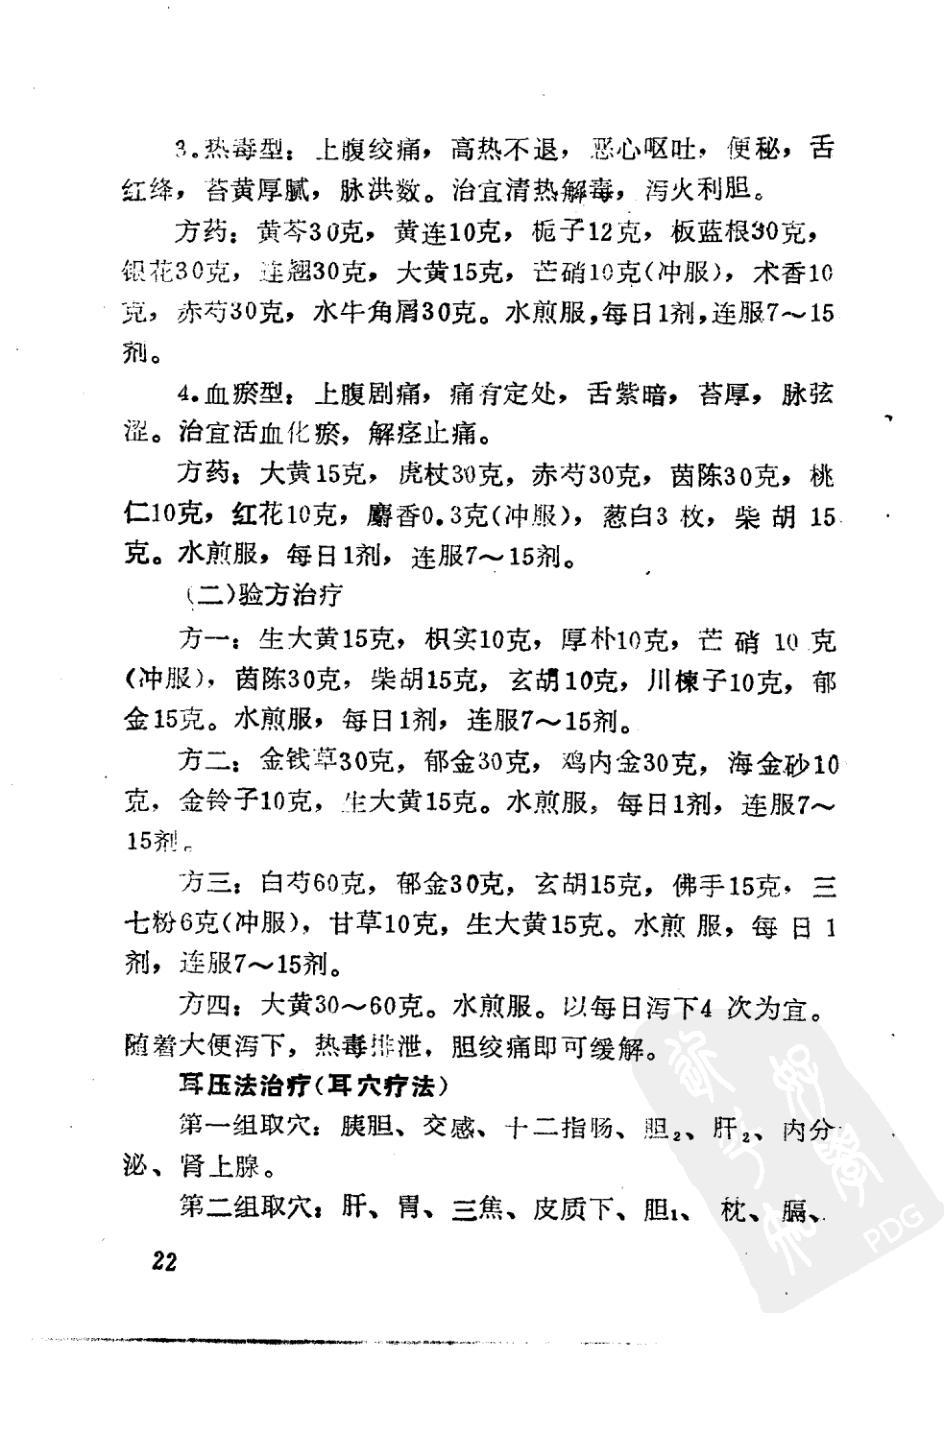 3.热毒型：上腹绞痛，高热不退，恶心呕吐，便秘，舌
红绛，苔黄厚腻，脉洪数。治宜清热解毒，泻火利胆。
方药：黄芩30克，黄连10克，栀子12克，板蓝根30克，
银花30克，连翘30克，大黄15克，芒硝10克(冲服)，术香10
克，赤芍30克，水牛角屑30克。水煎服，每日1剂，连服7～15
剂。
4.血瘀型：上腹剧痛，痛有定处，舌紫暗，苔厚，脉弦
涩。治宜活血化瘀，解痉止痛。
方药：大黄15克，虎杖30克，赤芍30克，茵陈30克，桃
仁10克，红花10克，麝香0.3克(冲服)，葱白3枚，柴胡15
克。水煎服，每日1剂，连服7～15剂。
(二)验方治疗
方一：生大黄15克，枳实10克，厚朴10克，芒硝10克
(冲服)，茵陈30克，柴胡15克，玄胡10克，川楝子10克，郁
金15克。水煎服，每日1剂，连服7～15剂。
方二：金钱草30克，郁金30克，鸡内金30克，海金砂10
克，金铃子10克，生大黄15克。水煎服，每日1剂，连服7～
15剂。
方三：白芍60克，郁金30克，玄胡15克，佛手15克，三
七粉6克(冲服)，甘草10克，生大黄15克。水煎服，每日1
剂，连服7～15剂。
方四：大黄30～60克。水煎服。以每日泻下4次为宜。
随着大便泻下，热毒排泄，胆绞痛即可缓解。
耳压法治疗(耳穴疗法)
第一组取穴：胰胆、交感、十二指肠、胆₂、肝₂、内分
泌、肾上腺。
第二组取穴：肝、胃、三焦、皮质下、胆₁、枕、膈、
22
PDG